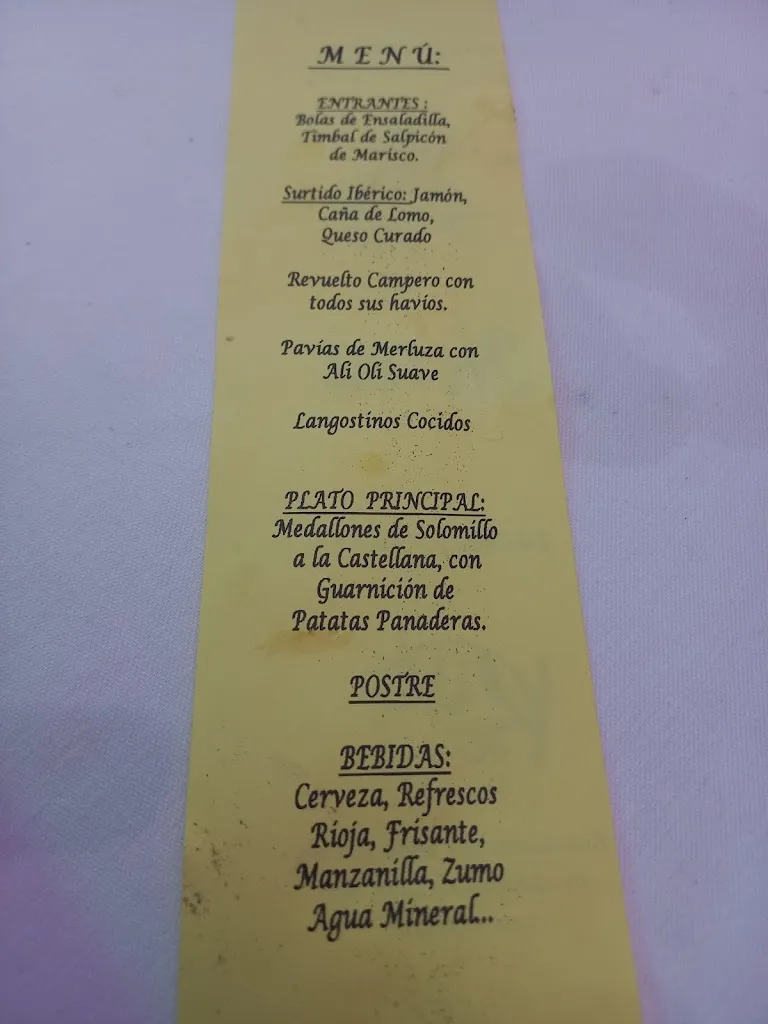 MENÚ:
ENTRANTES:
Bolas de Ensaladilla,
Timbal de Salpicón
de Marisco.
Surtido Ibérico: Jamón,
Caña de Lomo,
Queso Curado
Revuelto Campero con
todos sus havíos.
Pavías de Merluza con
Ali Oli Suave
Langostinos Cocidos
PLATO PRINCIPAL:
Medallones de Solomillo
a la Castellana, con
Guarnición de
Patatas Panaderas.
POSTRE
BEBIDAS:
Cerveza, Refrescos
Rioja, Frisante,
Manzanilla, Zumo
Agua Mineral...